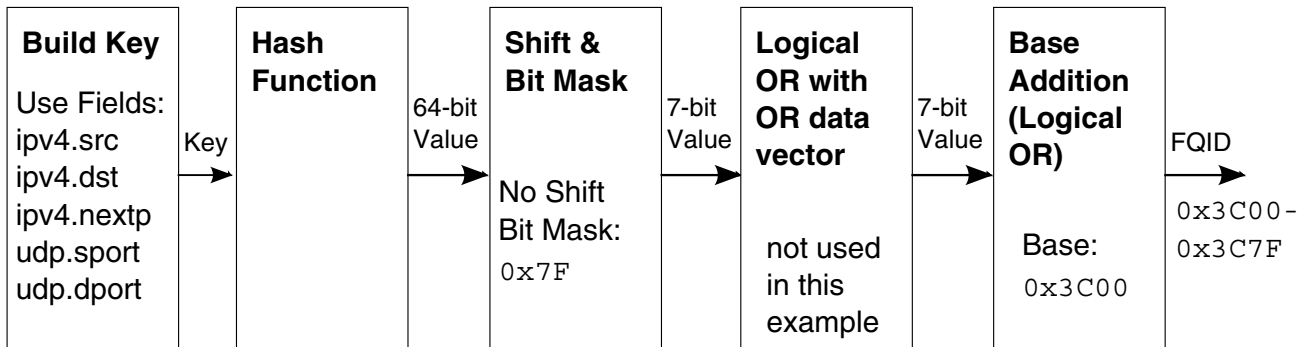 Build Key
Use Fields:
ipv4.src
ipv4.dst
ipv4.nextp
udp.sport
udp.dport
Key
Hash
Function
64-bit
Value
Shift &
Bit Mask
No Shift
Bit Mask:
0x7F
7-bit
Value
Logical
OR with
OR data
vector
not used
in this
example
7-bit
Value
Base
Addition
(Logical
OR)
Base:
0x3C00
FQID
0x3C00-
0x3C7F